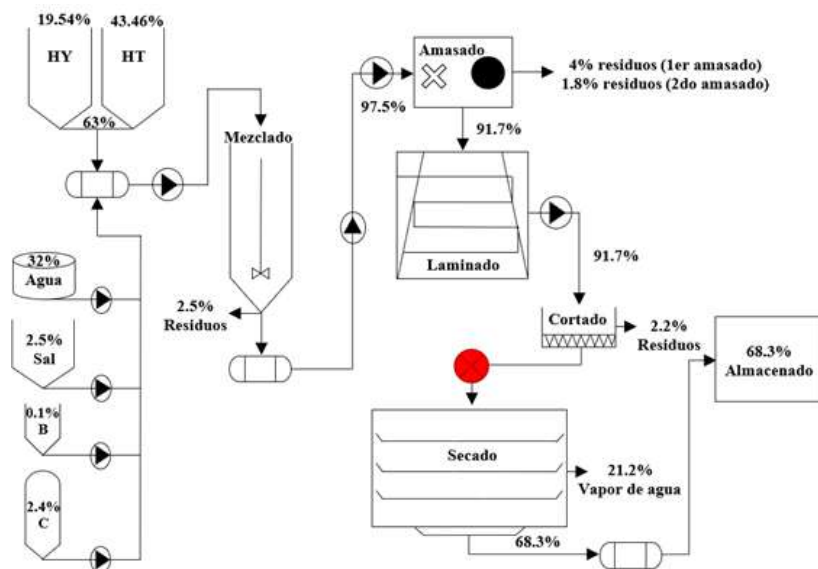 19.54%
43.46%
HY
HT
63%
Mezclado
2.5%
Residuos
32%
Agua
2.5%
Sal
0.1%
B
2.4%
C
97.5%
Amasado
4% residuos (1er amasado)
1.8% residuos (2do amasado)
91.7%
Laminado
91.7%
Cortado
2.2%
Residuos
Secado
21.2%
Vapor de agua
68.3%
68.3%
Almacenado